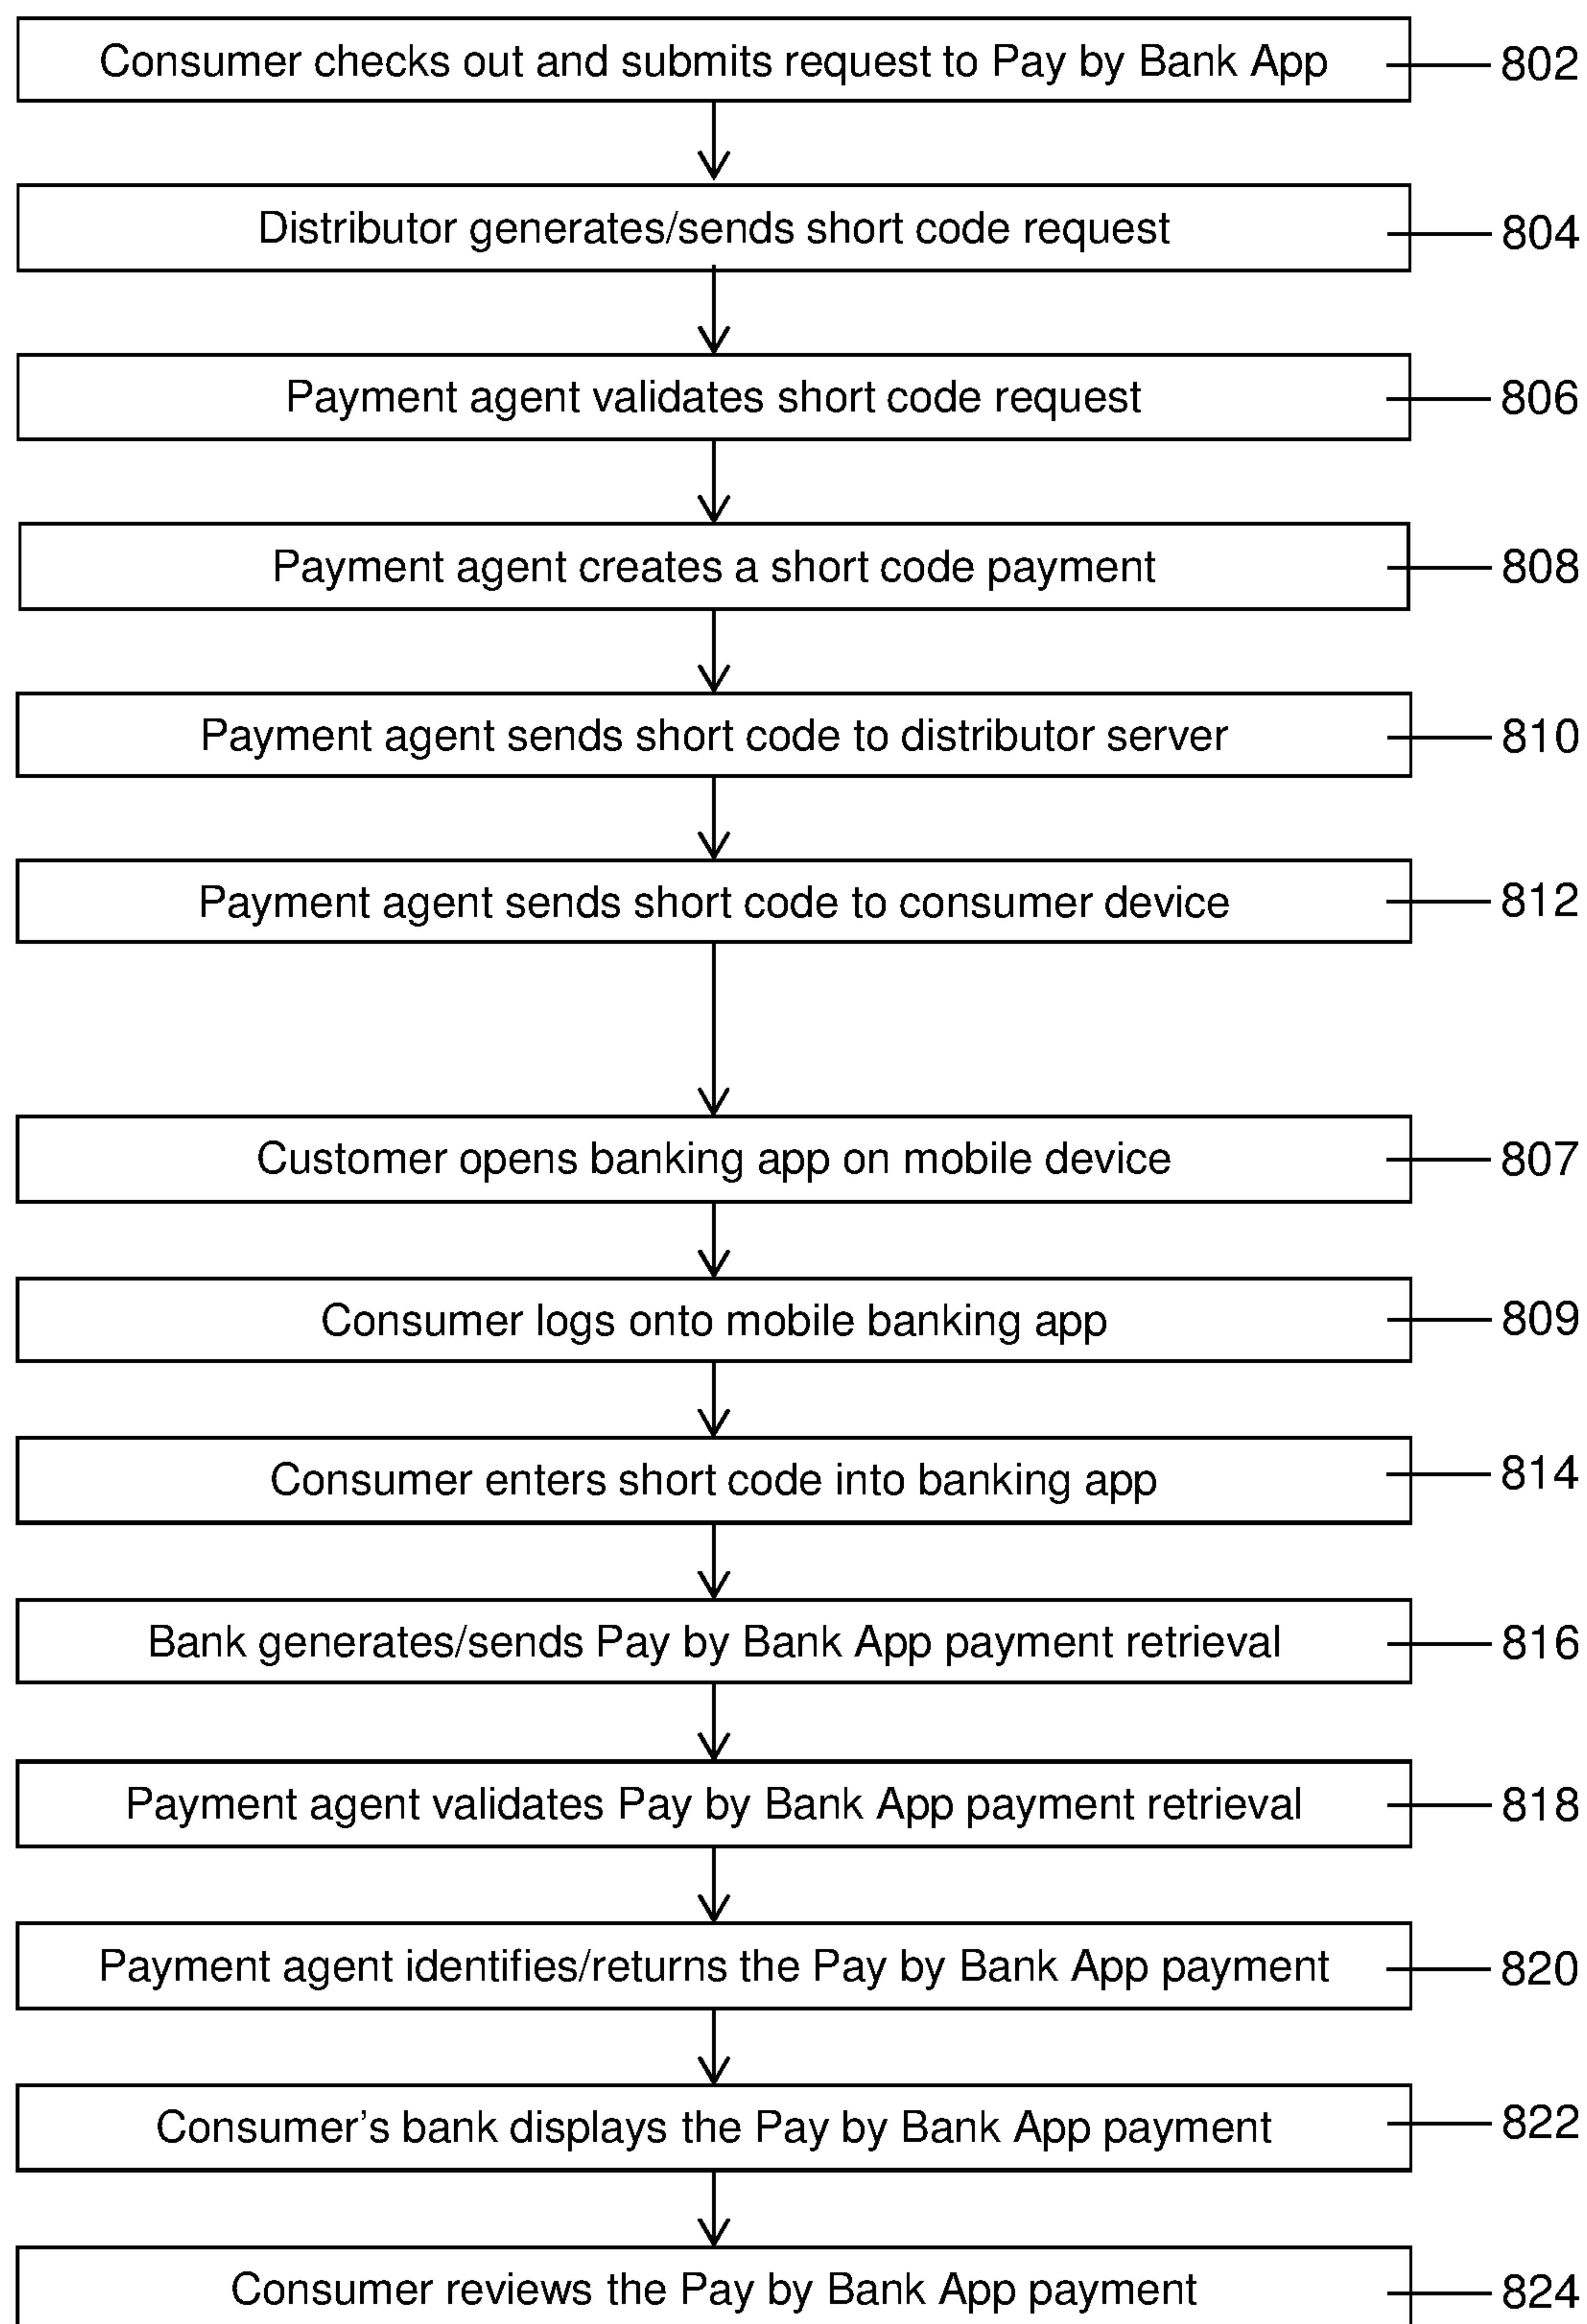 Consumer checks out and submits request to Pay by Bank App 802
Distributor generates/sends short code request 804
Payment agent validates short code request 806
Payment agent creates a short code payment 808
Payment agent sends short code to distributor server 810
Payment agent sends short code to consumer device 812
Customer opens banking app on mobile device 807
Consumer logs onto mobile banking app 809
Consumer enters short code into banking app 814
Bank generates/sends Pay by Bank App payment retrieval 816
Payment agent validates Pay by Bank App payment retrieval 818
Payment agent identifies/returns the Pay by Bank App payment 820
Consumer's bank displays the Pay by Bank App payment 822
Consumer reviews the Pay by Bank App payment 824